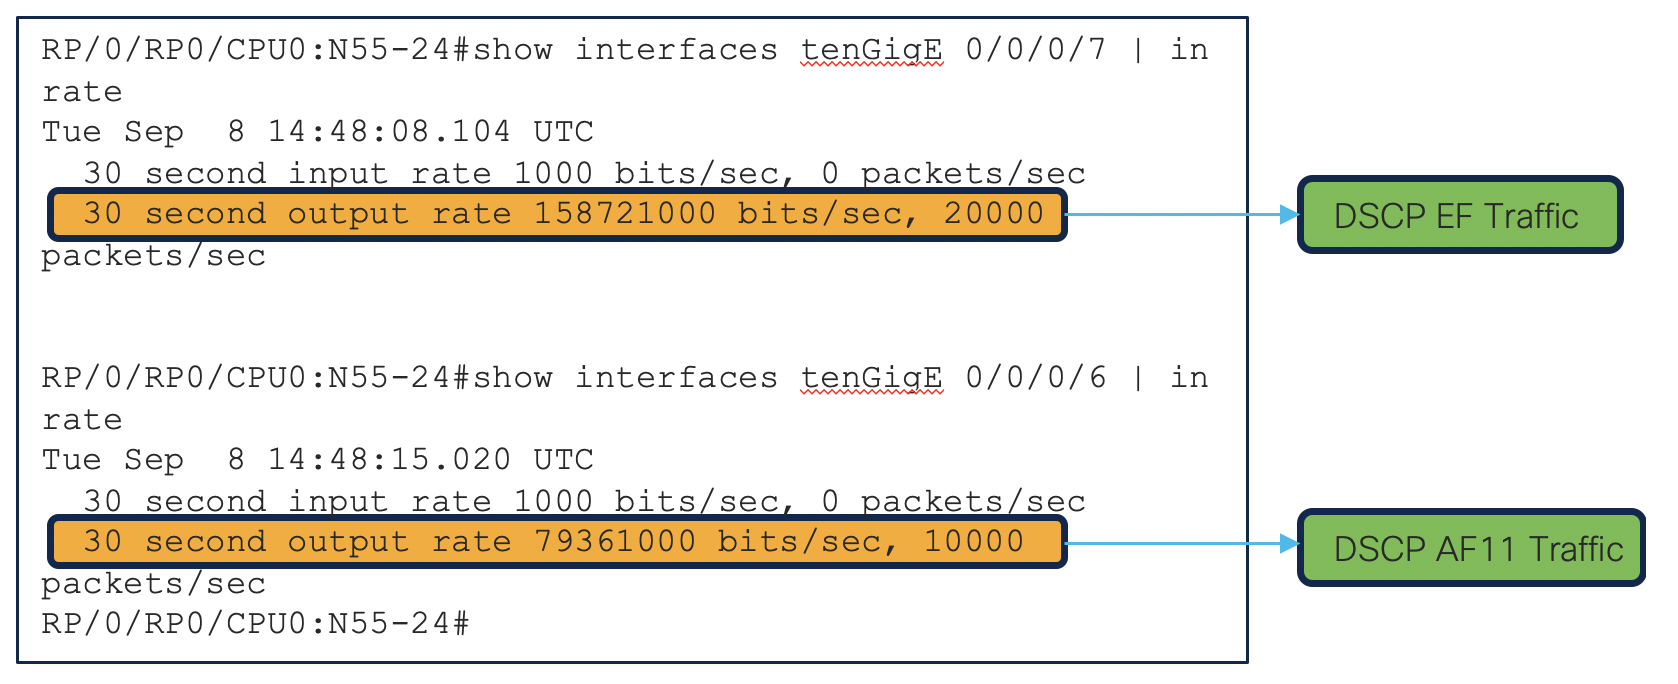 RP/0/RP0/CPU0:N55-24#show interfaces tenGigE 0/0/0/7 | in
rate
Tue Sep  8 14:48:08.104 UTC
  30 second input rate 1000 bits/sec, 0 packets/sec
  30 second output rate 158721000 bits/sec, 20000
DSCP EF Traffic
packets/sec
RP/0/RP0/CPU0:N55-24#show interfaces tenGigE 0/0/0/6 | in
rate
Tue Sep  8 14:48:15.020 UTC
  30 second input rate 1000 bits/sec, 0 packets/sec
  30 second output rate 79361000 bits/sec, 10000
DSCP AF11 Traffic
packets/sec
RP/0/RP0/CPU0:N55-24#